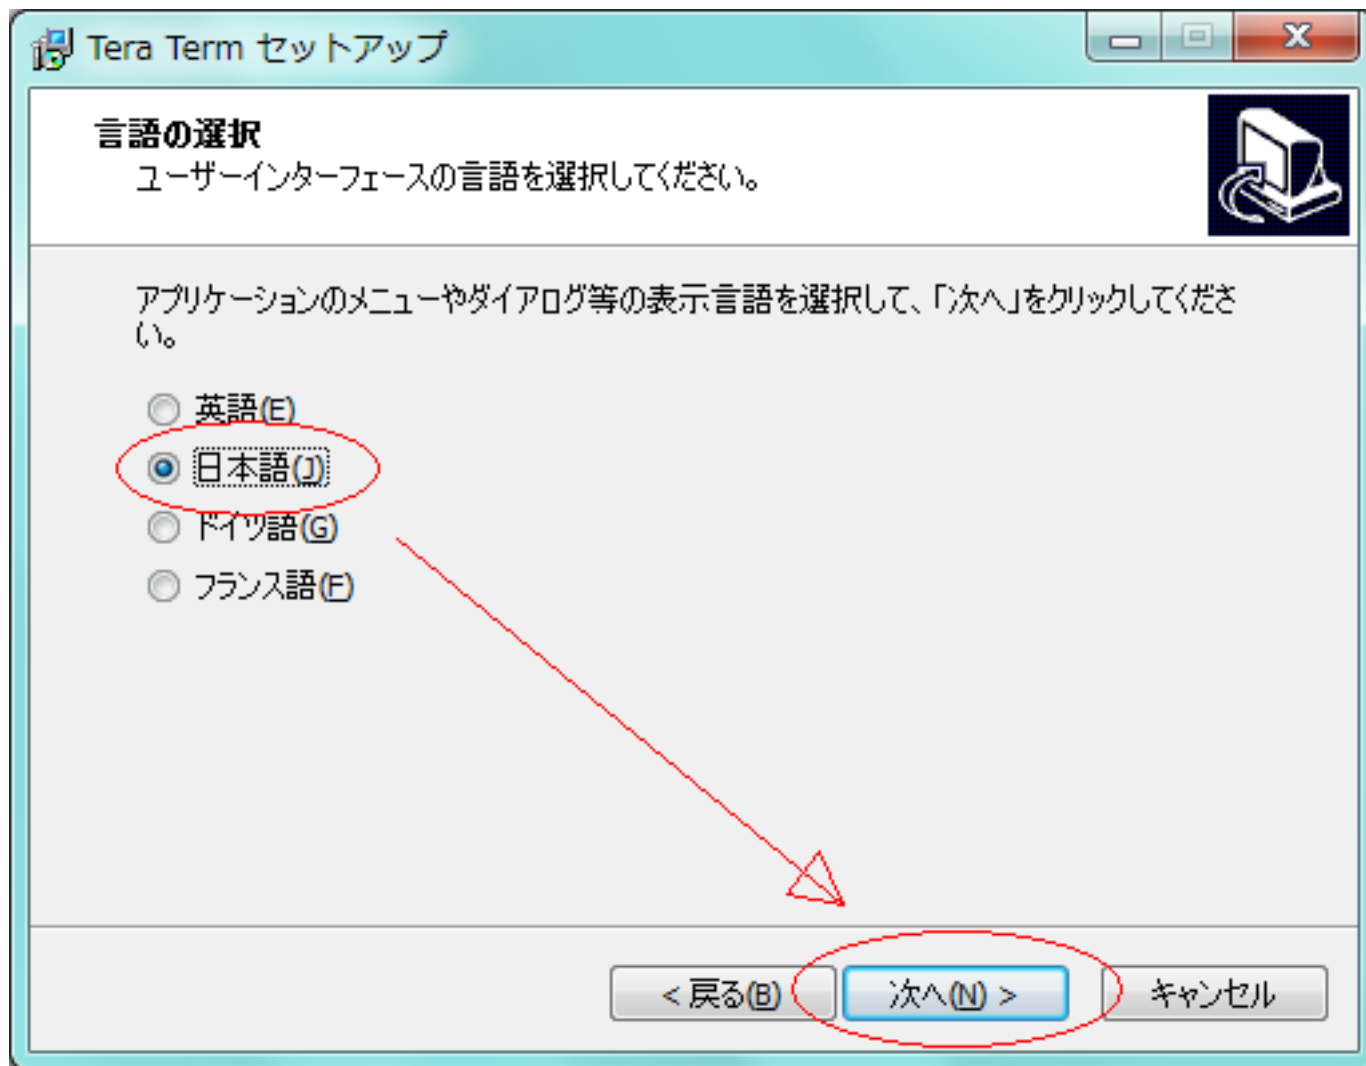 Tera Term セットアップ
言語の選択
ユーザーインターフェースの言語を選択してください。
アプリケーションのメニューやダイアログ等の表示言語を選択して、「次へ」をクリックしてくださ
い。
英語(E)
日本語(J)
ドイツ語(G)
フランス語(F)
< 戻る(B)
次へ(N) >
キャンセル